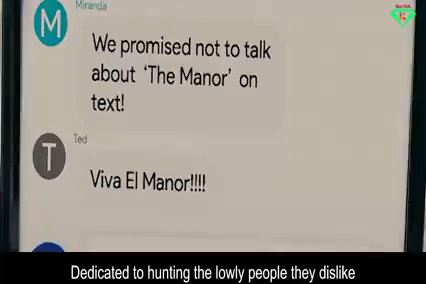 Miranda
We promised not to talk
about 'The Manor' on
text!
Ted
Viva El Manor!!!!
Dedicated to hunting the lowly people they dislike
M
T